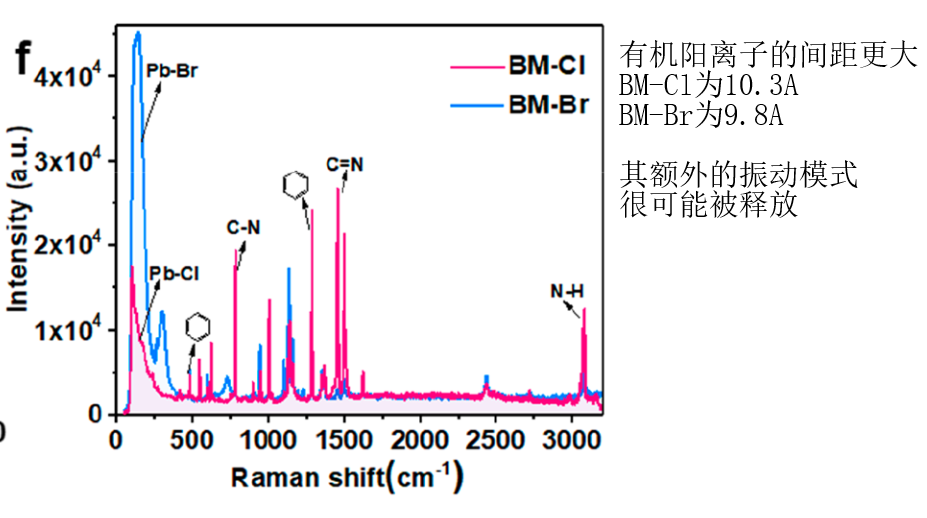 f
BM-Cl
BM-Br
Pb-Br
Pb-Cl
C-N
C=N
N-H
4x10⁴
3x10⁴
2x10⁴
1x10⁴
0
0 500 1000 1500 2000 2500 3000
Raman shift(cm⁻¹)
Intensity (a.u.)
0
有机阳离子的间距更大
BM-Cl为10.3A
BM-Br为9.8A
其额外的振动模式
很可能被释放